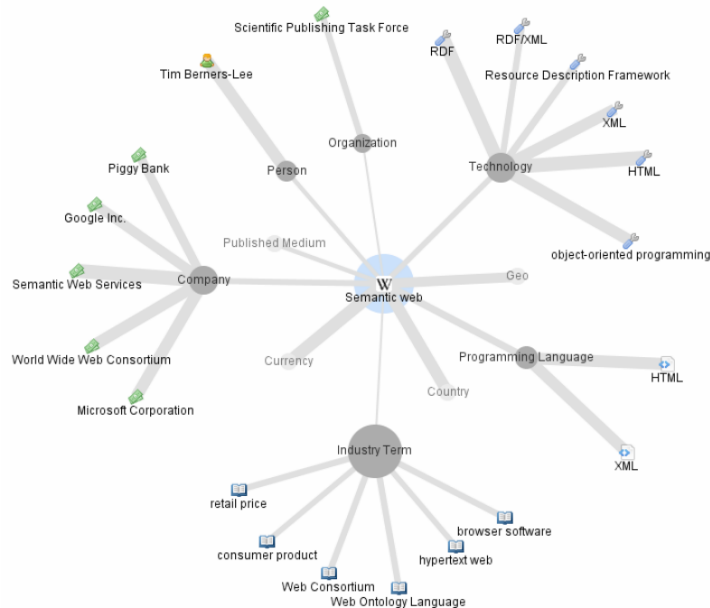 Scientific Publishing Task Force
RDF/XML
RDF
Tim Berners-Lee
Resource Description Framework
XML
Organization
Piggy Bank
Person
Technology
HTML
Google Inc.
Published Medium
object-oriented programming
Geo
Company
Semantic Web Services
W
Semantic web
World Wide Web Consortium
Currency
Programming Language
HTML
Country
Microsoft Corporation
Industry Term
XML
retail price
browser software
consumer product
hypertext web
Web Consortium
Web Ontology Language